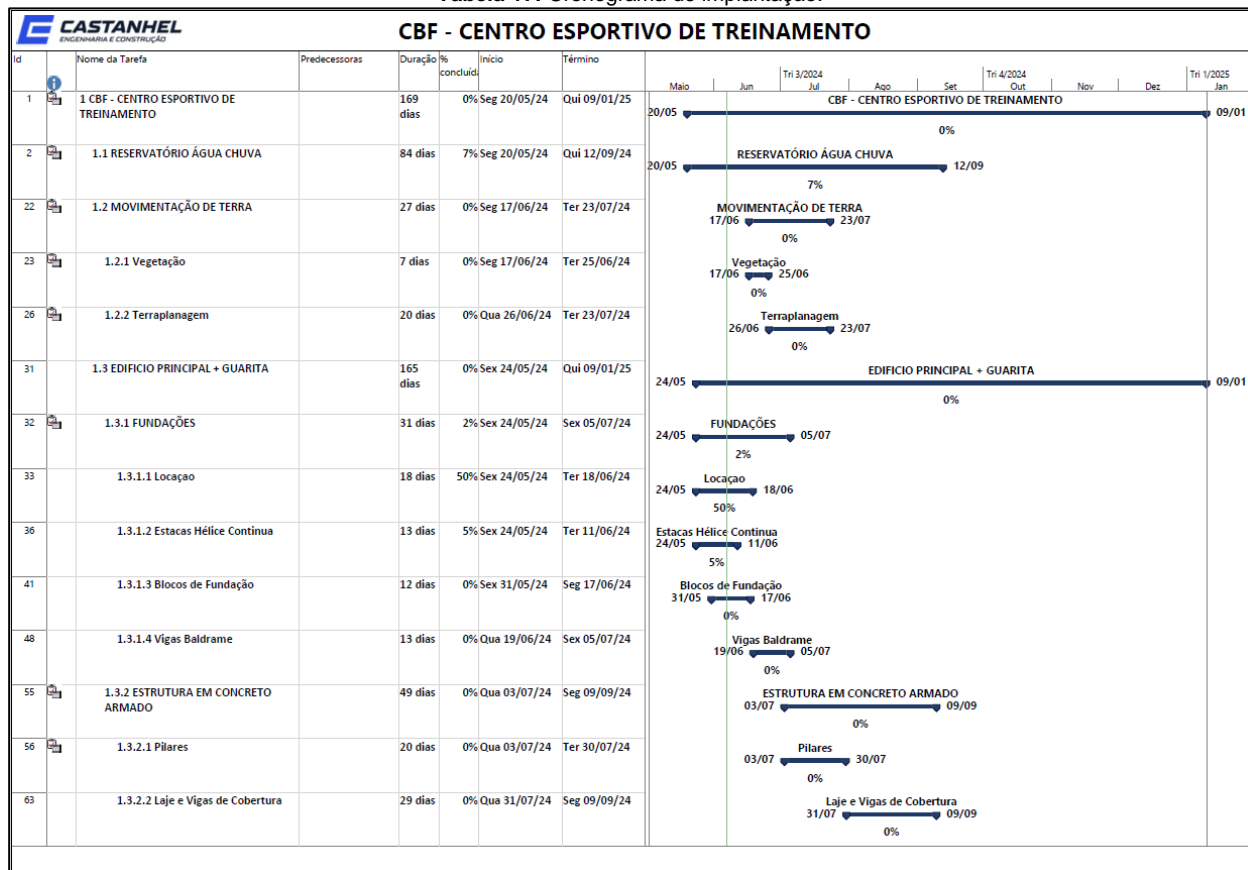 Tabela 1.1 Cronograma de implantação.
CASTANHEL
ENGENHARIA E CONSTRUÇÃO
CBF - CENTRO ESPORTIVO DE TREINAMENTO
Id Nome da Tarefa Predecessoras Duração % concluída Início Término
Tri 3/2024 Tri 4/2024 Tri 1/2025
Maio Jun Jul Ago Set Out Nov Dez Jan
1 1 CBF - CENTRO ESPORTIVO DE 169 0% Seg 20/05/24 Qui 09/01/25
TREINAMENTO dias
CBF - CENTRO ESPORTIVO DE TREINAMENTO
20/05 09/01
0%
2 1.1 RESERVATÓRIO ÁGUA CHUVA 84 dias 7% Seg 20/05/24 Qui 12/09/24
RESERVATÓRIO ÁGUA CHUVA
20/05 12/09
7%
22 1.2 MOVIMENTAÇÃO DE TERRA 27 dias 0% Seg 17/06/24 Ter 23/07/24
MOVIMENTAÇÃO DE TERRA
17/06 23/07
0%
23 1.2.1 Vegetação 7 dias 0% Seg 17/06/24 Ter 25/06/24
Vegetação
17/06 25/06
0%
26 1.2.2 Terraplanagem 20 dias 0% Qua 26/06/24 Ter 23/07/24
Terraplanagem
26/06 23/07
0%
31 1.3 EDIFICIO PRINCIPAL + GUARITA 165 0% Sex 24/05/24 Qui 09/01/25
dias
EDIFICIO PRINCIPAL + GUARITA
24/05 09/01
0%
32 1.3.1 FUNDAÇÕES 31 dias 2% Sex 24/05/24 Sex 05/07/24
FUNDAÇÕES
24/05 05/07
2%
33 1.3.1.1 Locaçao 18 dias 50% Sex 24/05/24 Ter 18/06/24
Locaçao
24/05 18/06
50%
36 1.3.1.2 Estacas Hélice Continua 13 dias 5% Sex 24/05/24 Ter 11/06/24
Estacas Hélice Continua
24/05 11/06
5%
41 1.3.1.3 Blocos de Fundação 12 dias 0% Sex 31/05/24 Seg 17/06/24
Blocos de Fundação
31/05 17/06
0%
48 1.3.1.4 Vigas Baldrame 13 dias 0% Qua 19/06/24 Sex 05/07/24
Vigas Baldrame
19/06 05/07
0%
55 1.3.2 ESTRUTURA EM CONCRETO 49 dias 0% Qua 03/07/24 Seg 09/09/24
ARMADO
ESTRUTURA EM CONCRETO ARMADO
03/07 09/09
0%
56 1.3.2.1 Pilares 20 dias 0% Qua 03/07/24 Ter 30/07/24
Pilares
03/07 30/07
0%
63 1.3.2.2 Laje e Vigas de Cobertura 29 dias 0% Qua 31/07/24 Seg 09/09/24
Laje e Vigas de Cobertura
31/07 09/09
0%